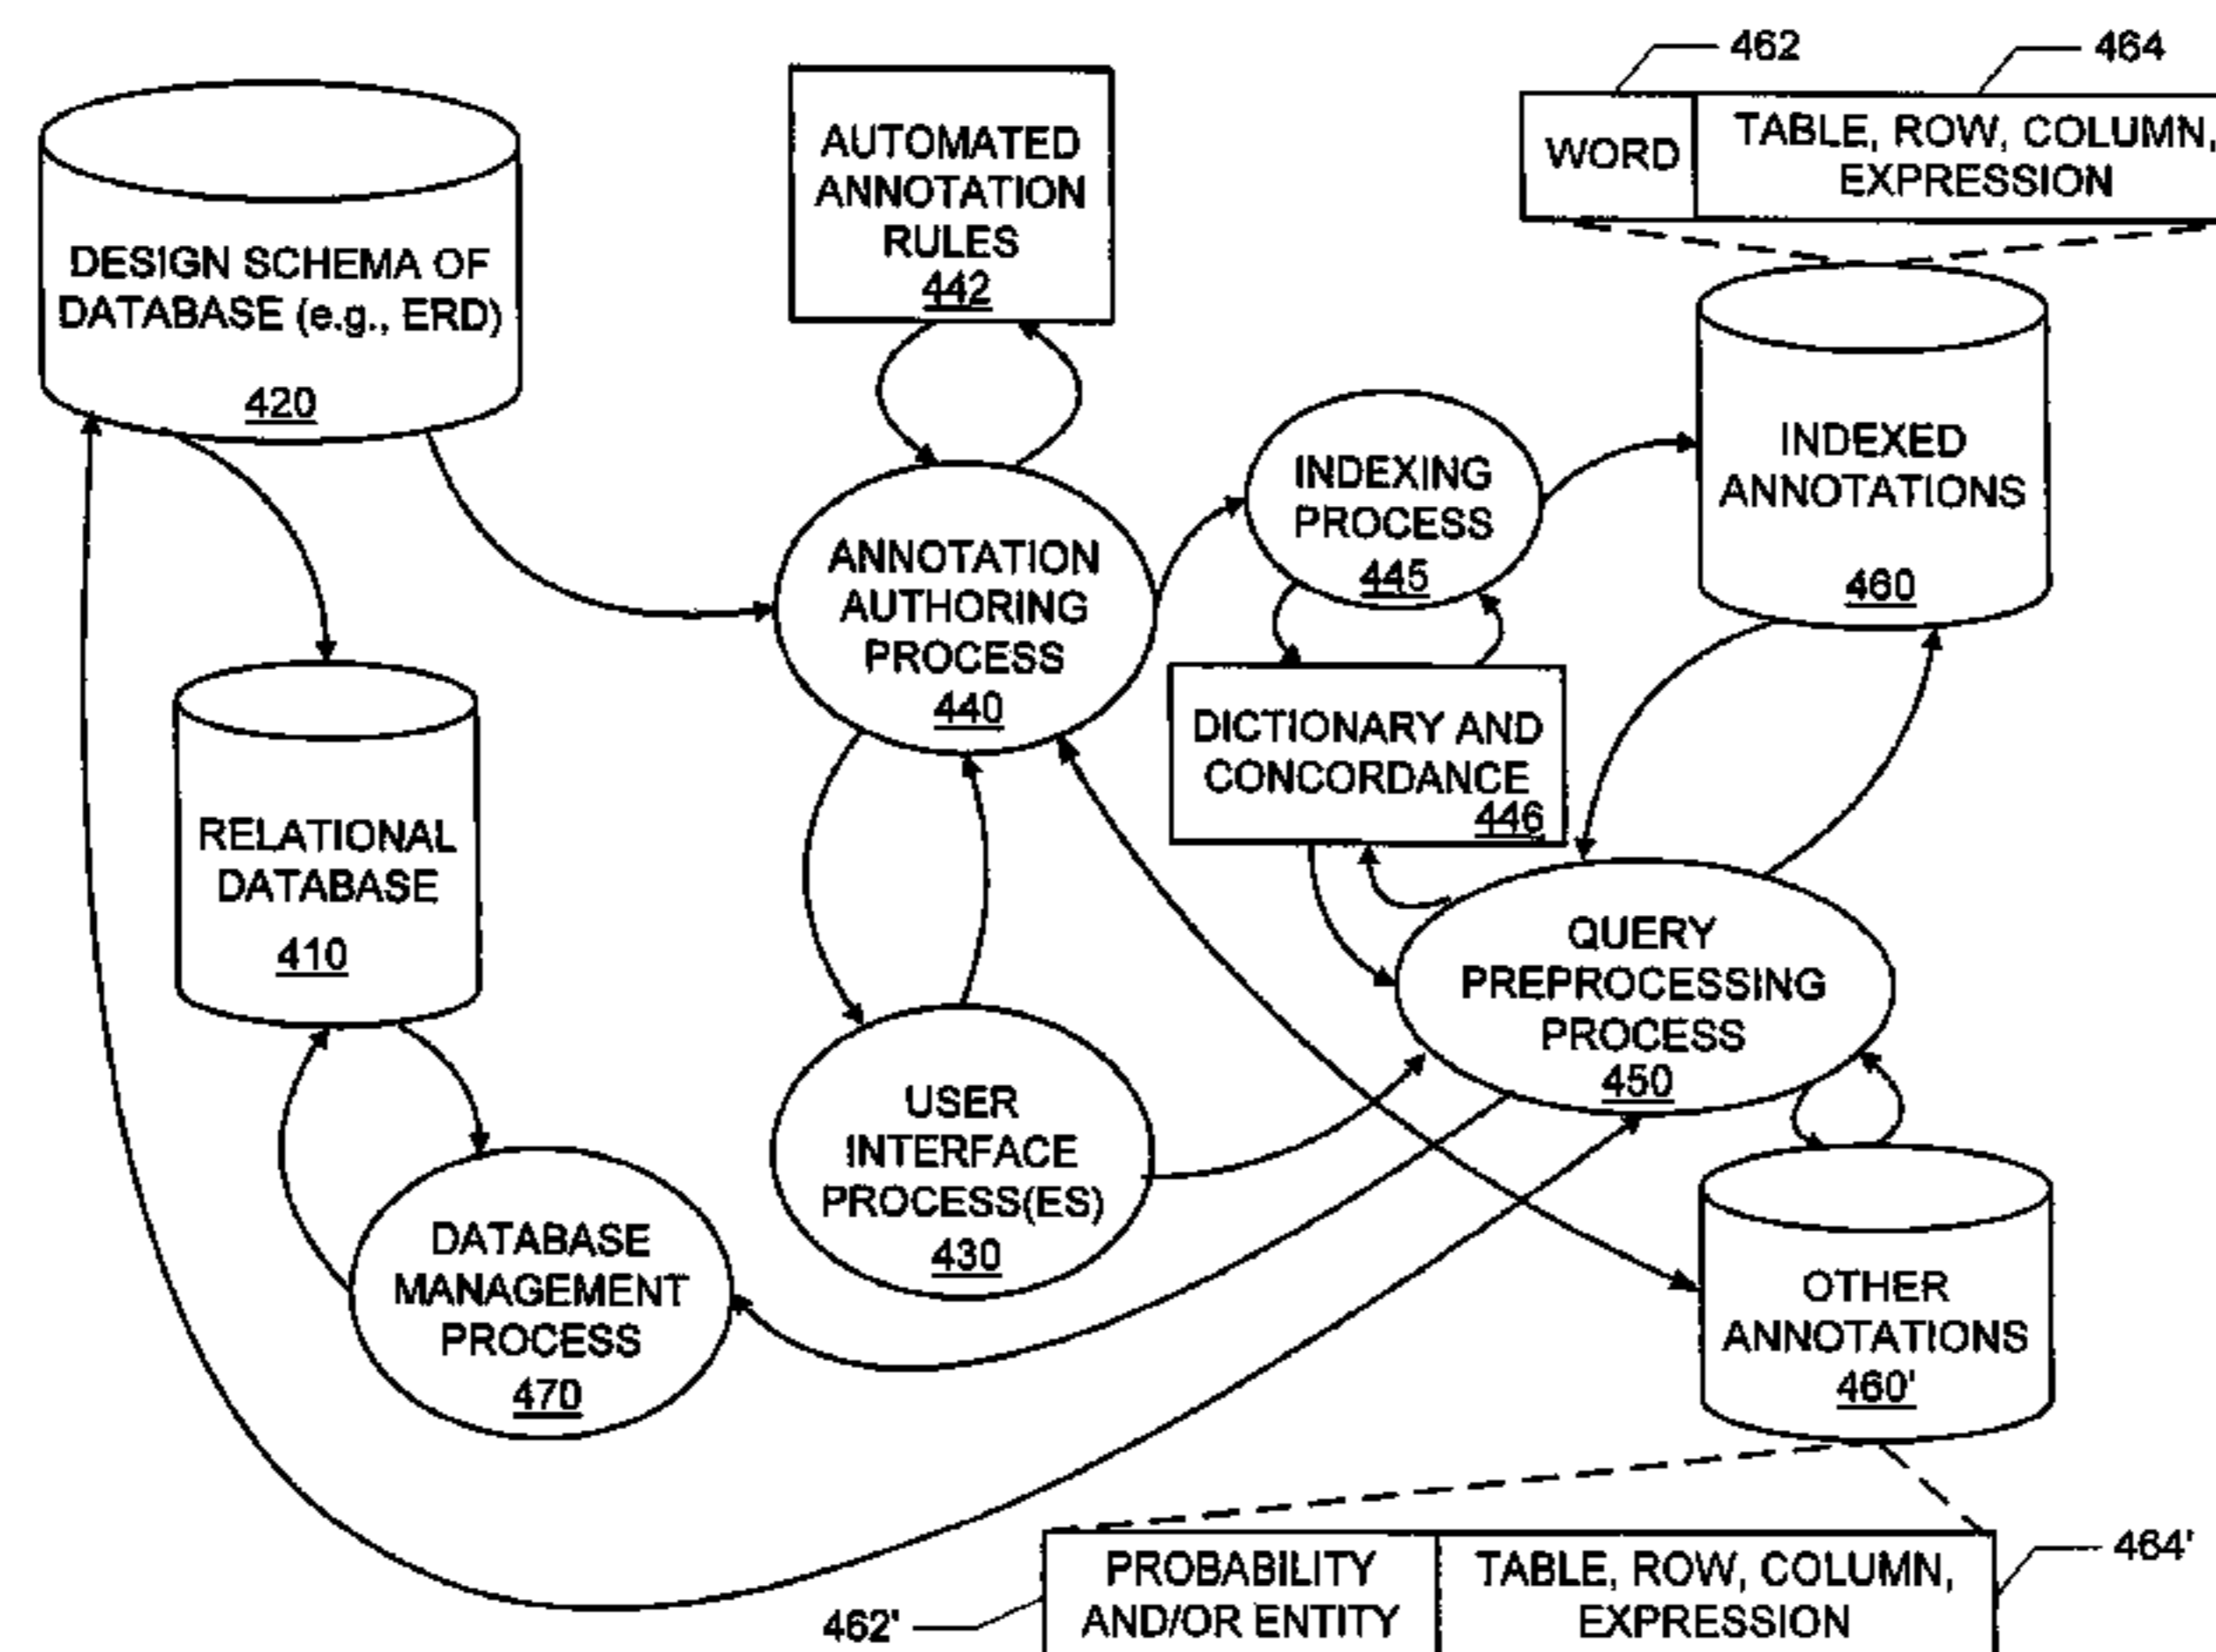 462
464
WORD
TABLE, ROW, COLUMN,
EXPRESSION
DESIGN SCHEMA OF
DATABASE (e.g., ERD)
420
AUTOMATED
ANNOTATION
RULES
442
INDEXING
PROCESS
445
INDEXED
ANNOTATIONS
460
ANNOTATION
AUTHORING
PROCESS
440
DICTIONARY AND
CONCORDANCE
446
RELATIONAL
DATABASE
410
QUERY
PREPROCESSING
PROCESS
450
USER
INTERFACE
PROCESS(ES)
430
DATABASE
MANAGEMENT
PROCESS
470
OTHER
ANNOTATIONS
460'
PROBABILITY
AND/OR ENTITY
TABLE, ROW, COLUMN,
EXPRESSION
464'
462'